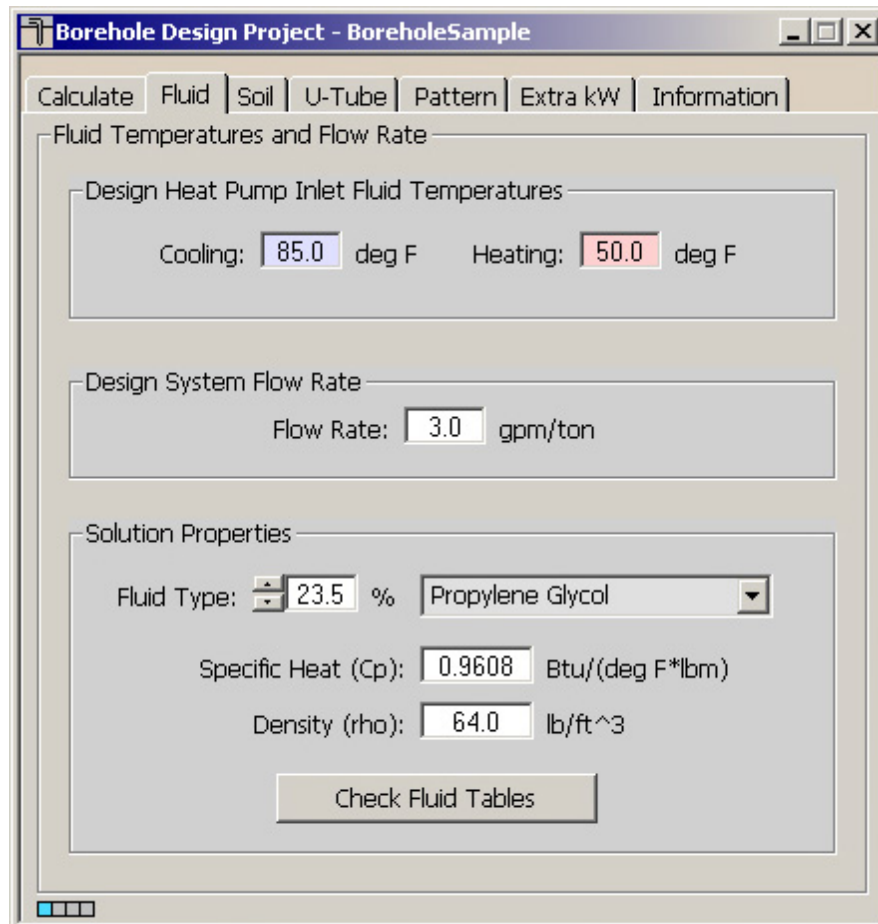 Borehole Design Project - BoreholeSample
Calculate Fluid Soil U-Tube Pattern Extra kW Information
Fluid Temperatures and Flow Rate
Design Heat Pump Inlet Fluid Temperatures
Cooling: 85.0 deg F Heating: 50.0 deg F
Design System Flow Rate
Flow Rate: 3.0 gpm/ton
Solution Properties
Fluid Type: 23.5 % Propylene Glycol
Specific Heat (Cp): 0.9608 Btu/(deg F*lbm)
Density (rho): 64.0 lb/ft^3
Check Fluid Tables